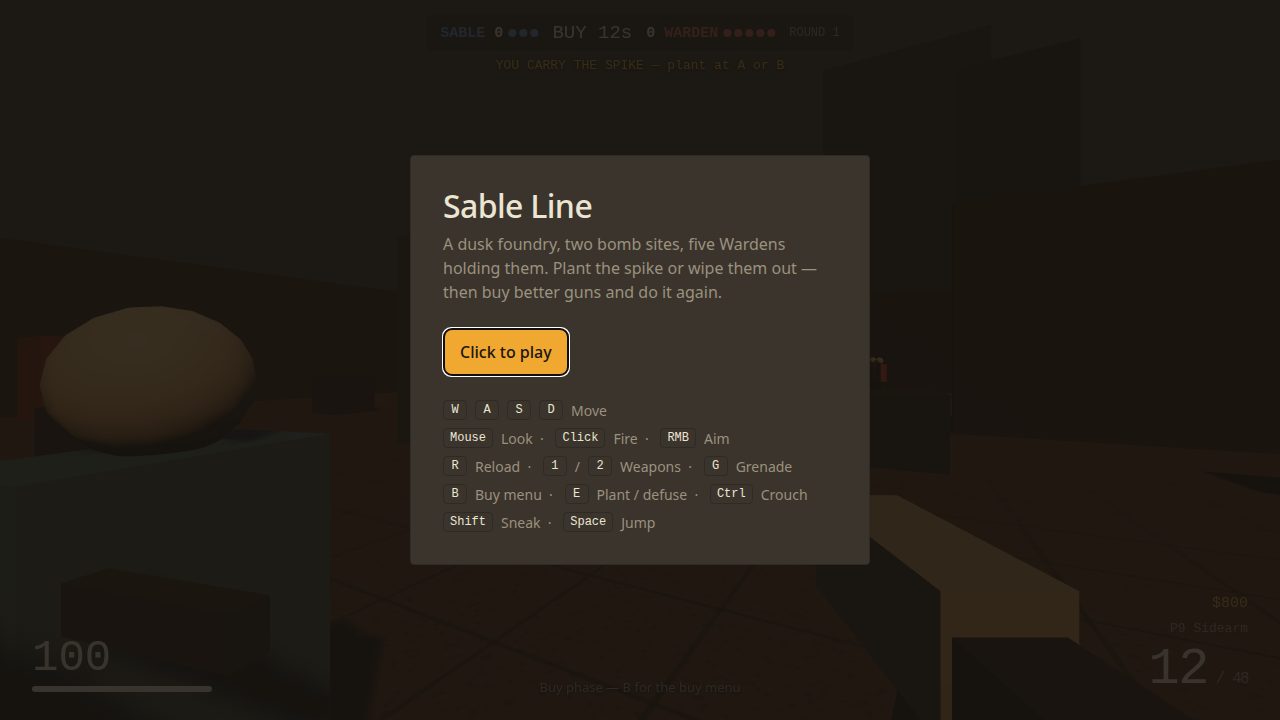 SABLE 0 BUY 12s 0 WARDEN ROUND 1
YOU CARRY THE SPIKE — plant at A or B
Sable Line
A dusk foundry, two bomb sites, five Wardens
holding them. Plant the spike or wipe them out —
then buy better guns and do it again.
Click to play
W A S D Move
Mouse Look · Click Fire · RMB Aim
R Reload · 1 / 2 Weapons · G Grenade
B Buy menu · E Plant / defuse · Ctrl Crouch
Shift Sneak · Space Jump
$800
P9 Sidearm
100
12 / 48
Buy phase — B for the buy menu